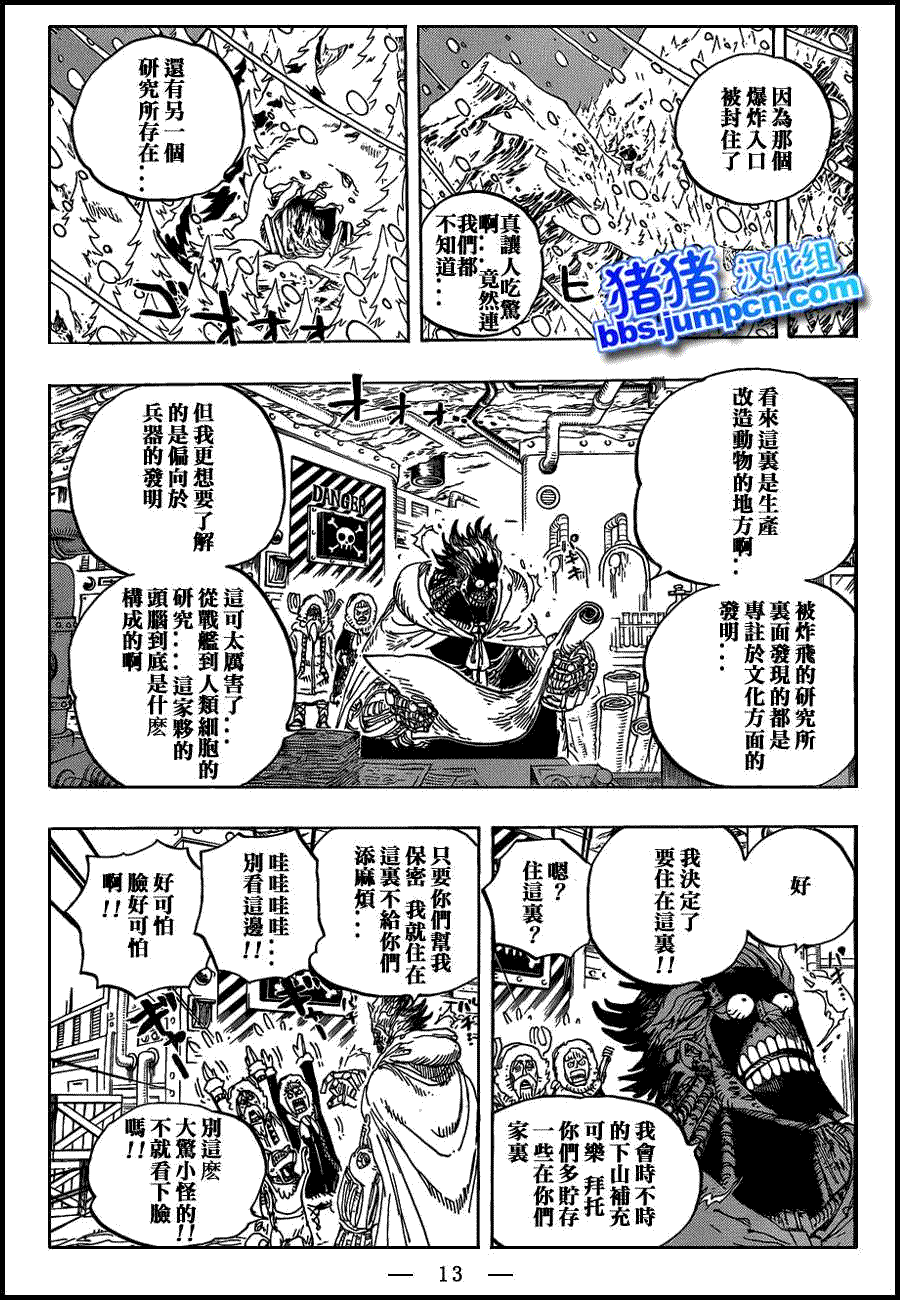 因為那個
爆炸入口
被封住了
真讓人吃驚
啊...竟然連
我們都
不知道...
還有另一個
研究所存在...
猪猪汉化组
bbs.jumpcn.com
看來這裏是生產
改造動物的地方啊..
被炸飛的研究所
裏面發現的都是
專註於文化方面的
發明...
DANGER
但我更想要了解
的是偏向於
兵器的發明
這可太厲害了...
從戰艦到人類細胞的
研究...這家夥的
頭腦到底是什麽
構成的啊
好
我決定了
要住在這裏!!
嗯?
住這裏?
我會時不時
的下山補充
可樂 拜托
你們多貯存
一些在你們
家裏
只要你們幫我
保密 我就住在
這裏不給你們
添麻煩...
哇哇哇哇..
別看這邊!!
好可怕
臉好可怕
啊!!
別這麽
大驚小怪的!!
不就看下臉
嗎!!
— 13 —